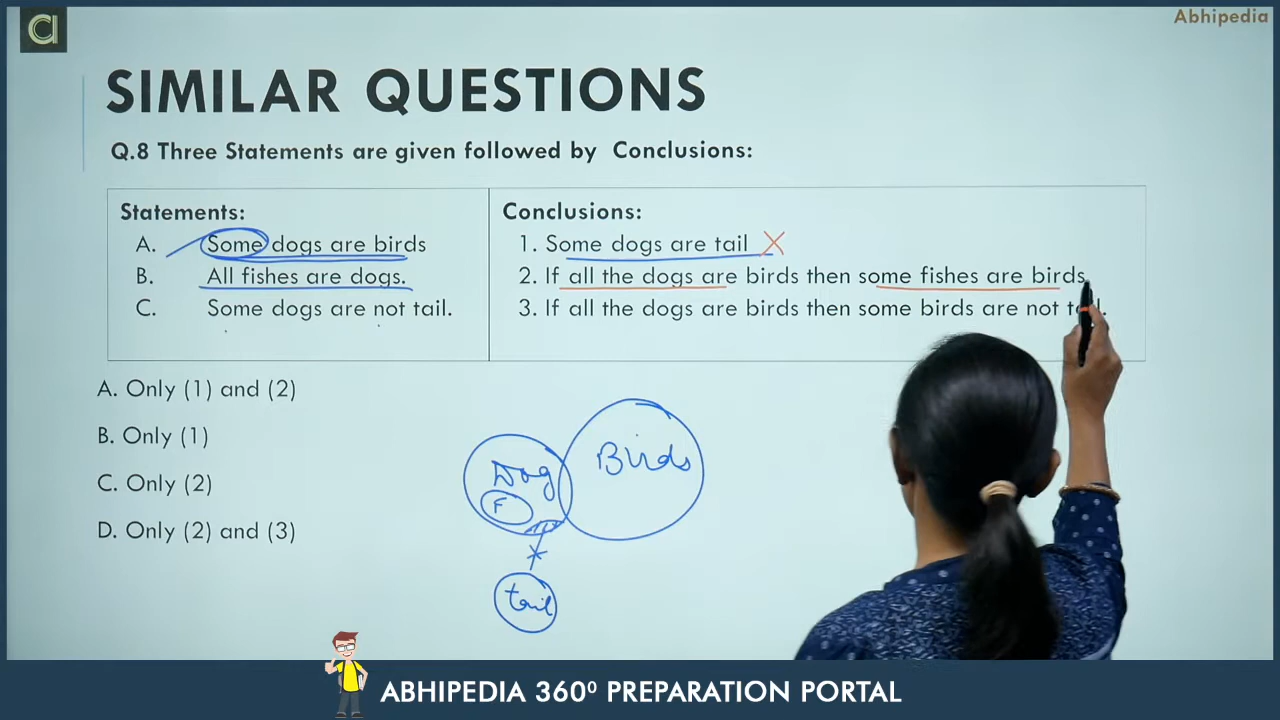 a
Abhipedia
SIMILAR QUESTIONS
Q.8 Three Statements are given followed by Conclusions:
Statements:
A. Some dogs are birds
B. All fishes are dogs.
C. Some dogs are not tail.
Conclusions:
1. Some dogs are tail
2. If all the dogs are birds then some fishes are birds.
3. If all the dogs are birds then some birds are not tail.
A. Only (1) and (2)
B. Only (1)
C. Only (2)
D. Only (2) and (3)
Dog
Birds
F
tail
ABHIPEDIA 360⁰ PREPARATION PORTAL